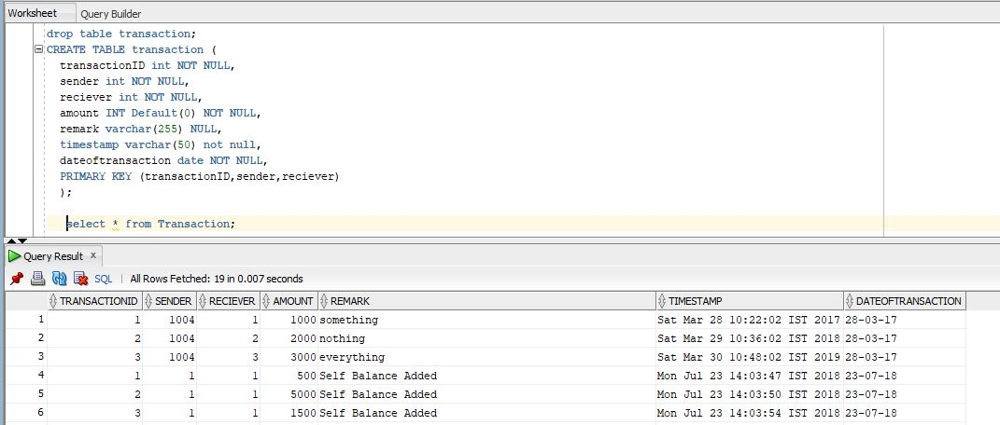 Worksheet Query Builder
drop table transaction;
CREATE TABLE transaction (
transactionID int NOT NULL,
sender int NOT NULL,
reciever int NOT NULL,
amount INT Default(0) NOT NULL,
remark varchar(255) NULL,
timestamp varchar(50) not null,
dateoftransaction date NOT NULL,
PRIMARY KEY (transactionID,sender,reciever)
);
select * from Transaction;
Query Result x
SQL | All Rows Fetched: 19 in 0.007 seconds
TRANSACTIONID SENDER RECIEVER AMOUNT REMARK TIMESTAMP DATEOFTRANSACTION
1 1 1004 1 1000 something Sat Mar 28 10:22:02 IST 2017 28-03-17
2 2 1004 2 2000 nothing Sat Mar 29 10:36:02 IST 2018 28-03-17
3 3 1004 3 3000 everything Sat Mar 30 10:48:02 IST 2019 28-03-17
4 1 1 1 500 Self Balance Added Mon Jul 23 14:03:47 IST 2018 23-07-18
5 2 1 1 5000 Self Balance Added Mon Jul 23 14:03:50 IST 2018 23-07-18
6 3 1 1 1500 Self Balance Added Mon Jul 23 14:03:54 IST 2018 23-07-18